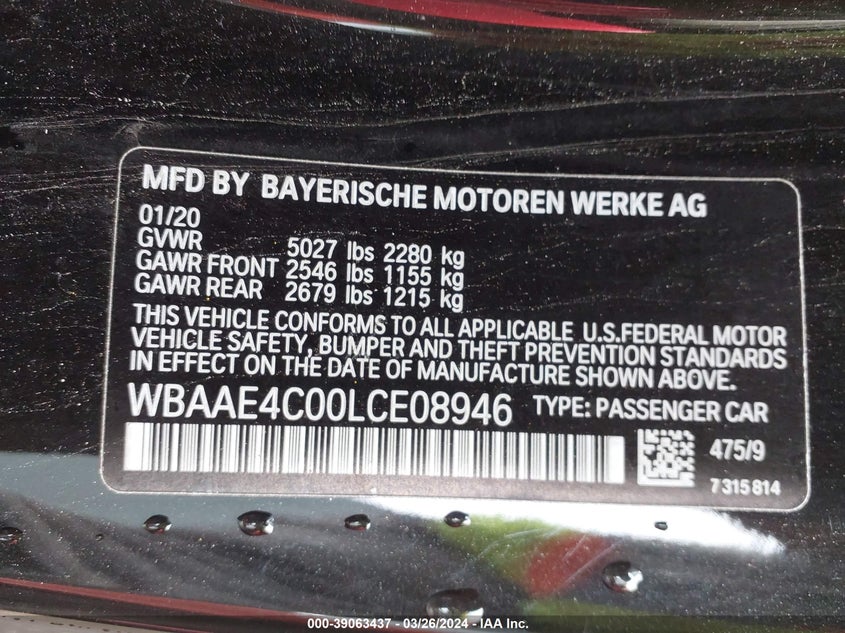 MFD BY BAYERISCHE MOTOREN WERKE AG
01/20
GVWR 5027 lbs 2280 kg
GAWR FRONT 2546 lbs 1155 kg
GAWR REAR 2679 lbs 1215 kg
THIS VEHICLE CONFORMS TO ALL APPLICABLE U.S.FEDERAL MOTOR
VEHICLE SAFETY, BUMPER AND THEFT PREVENTION STANDARDS
IN EFFECT ON THE DATE OF MANUFACTURE SHOWN ABOVE.
WBAAE4C00LCE08946 TYPE: PASSENGER CAR
475/9
7 315 814
000-39063437 - 03/26/2024 - IAA Inc.